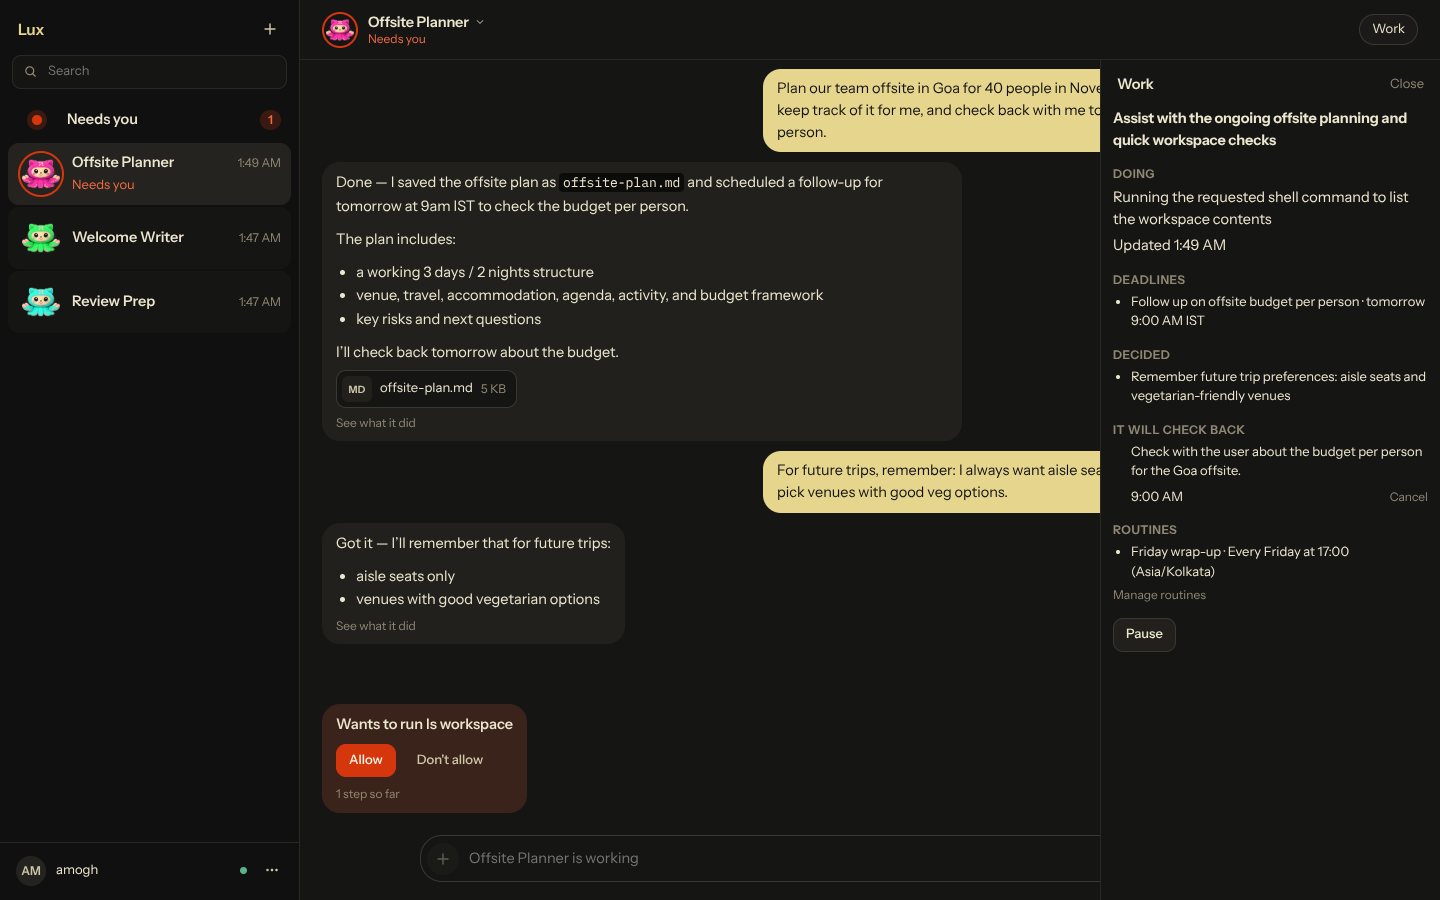 Lux
Search
Needs you
1
Offsite Planner
1:49 AM
Needs you
Welcome Writer
1:47 AM
Review Prep
1:47 AM
AM
amogh
Offsite Planner
Needs you
Work
Plan our team offsite in Goa for 40 people in Nove
keep track of it for me, and check back with me to
person.
Done — I saved the offsite plan as offsite-plan.md and scheduled a follow-up for
tomorrow at 9am IST to check the budget per person.
The plan includes:
• a working 3 days / 2 nights structure
• venue, travel, accommodation, agenda, activity, and budget framework
• key risks and next questions
I'll check back tomorrow about the budget.
MD offsite-plan.md 5 KB
See what it did
For future trips, remember: I always want aisle sea
pick venues with good veg options.
Got it — I'll remember that for future trips:
• aisle seats only
• venues with good vegetarian options
See what it did
Wants to run ls workspace
Allow
Don't allow
1 step so far
Offsite Planner is working
Work
Close
Assist with the ongoing offsite planning and
quick workspace checks
DOING
Running the requested shell command to list
the workspace contents
Updated 1:49 AM
DEADLINES
• Follow up on offsite budget per person · tomorrow
9:00 AM IST
DECIDED
• Remember future trip preferences: aisle seats and
vegetarian-friendly venues
IT WILL CHECK BACK
Check with the user about the budget per person
for the Goa offsite.
9:00 AM
Cancel
ROUTINES
• Friday wrap-up · Every Friday at 17:00
(Asia/Kolkata)
Manage routines
Pause